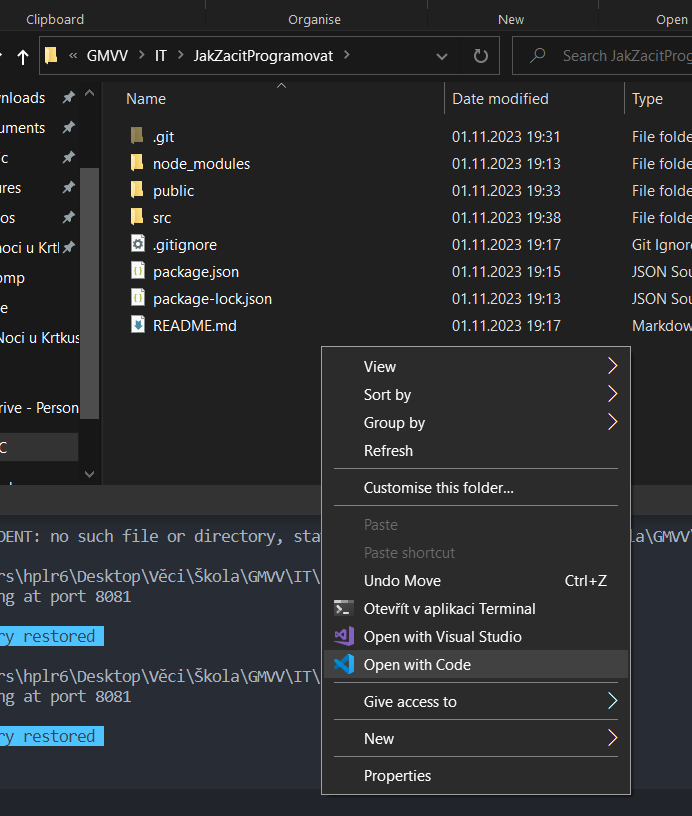 Clipboard Organise New Open
« GMVV > IT > JakZacitProgramovat > Search JakZacitProg
nloads Name Date modified Type
uments
c .git 01.11.2023 19:31 File folde
ures node_modules 01.11.2023 19:13 File folde
os public 01.11.2023 19:33 File folde
noci u Krtl src 01.11.2023 19:38 File folde
omp .gitignore 01.11.2023 19:17 Git Ignor
e package.json 01.11.2023 19:15 JSON Sou
Noci u Krtkus package-lock.json 01.11.2023 19:13 JSON Sou
README.md 01.11.2023 19:17 Markdow
rive - Person
C
View
Sort by
Group by
Refresh
Customise this folder...
Paste
Paste shortcut
Undo Move Ctrl+Z
Otevřít v aplikaci Terminal
Open with Visual Studio
Open with Code
Give access to
New
Properties
DENT: no such file or directory, sta la\GMVV\
rs\hplr6\Desktop\Věci\Škola\GMVV\IT\
ng at port 8081
ry restored
rs\hplr6\Desktop\Věci\Škola\GMVV\IT\
ng at port 8081
ry restored